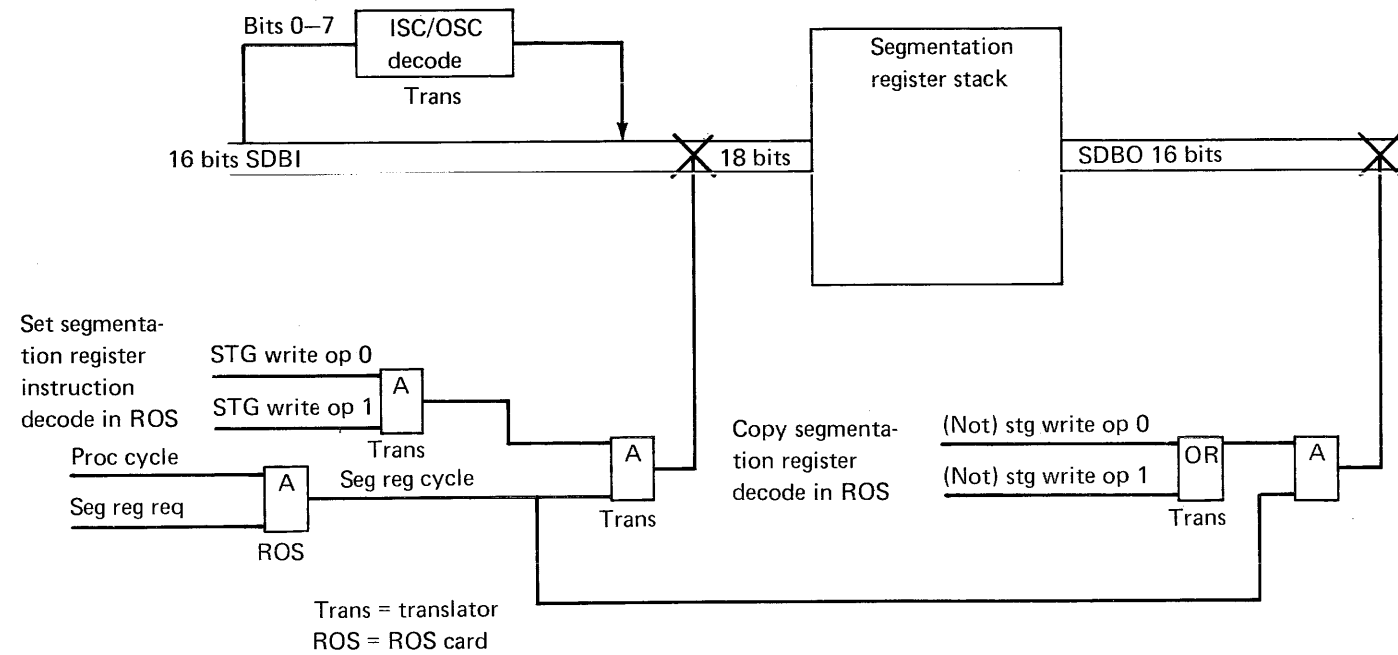 Bits 0–7
ISC/OSC
decode
Trans
Segmentation
register stack
16 bits SDBI
18 bits
SDBO 16 bits
Set segmenta-
tion register
instruction
decode in ROS
STG write op 0
STG write op 1
A
Trans
Proc cycle
Seg reg req
A
ROS
Seg reg cycle
A
Trans
Copy segmenta-
tion register
decode in ROS
(Not) stg write op 0
(Not) stg write op 1
OR
Trans
A
Trans = translator
ROS = ROS card